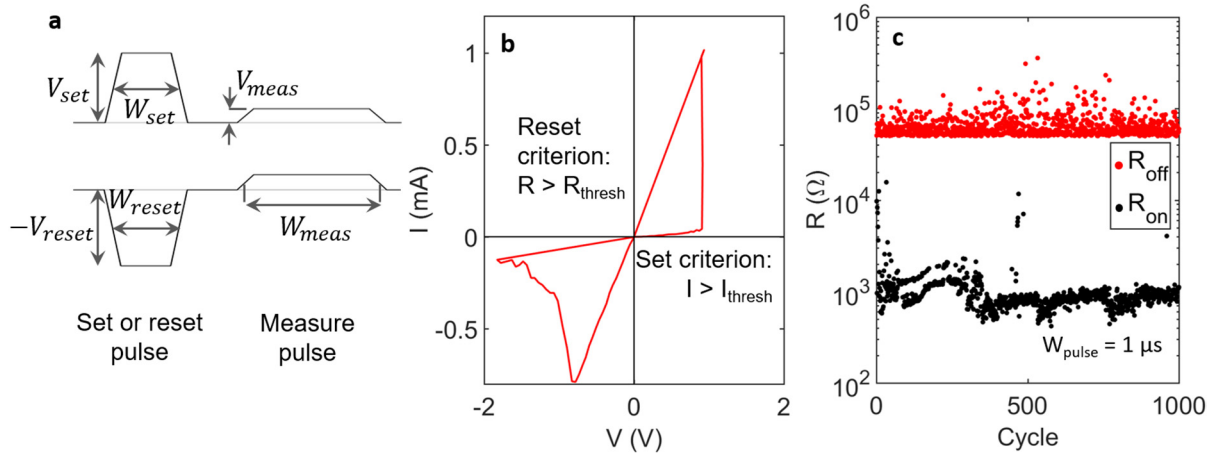 a
V_set
W_set
V_meas
W_reset
−V_reset
W_meas
Set or reset
pulse
Measure
pulse
b
I (mA)
1
0.5
0
-0.5
Reset
criterion:
R > R_thresh
Set criterion:
I > I_thresh
-2
0
2
V (V)
c
R (Ω)
10^6
10^5
10^4
10^3
10^2
R_off
R_on
W_pulse = 1 μs
0
500
1000
Cycle